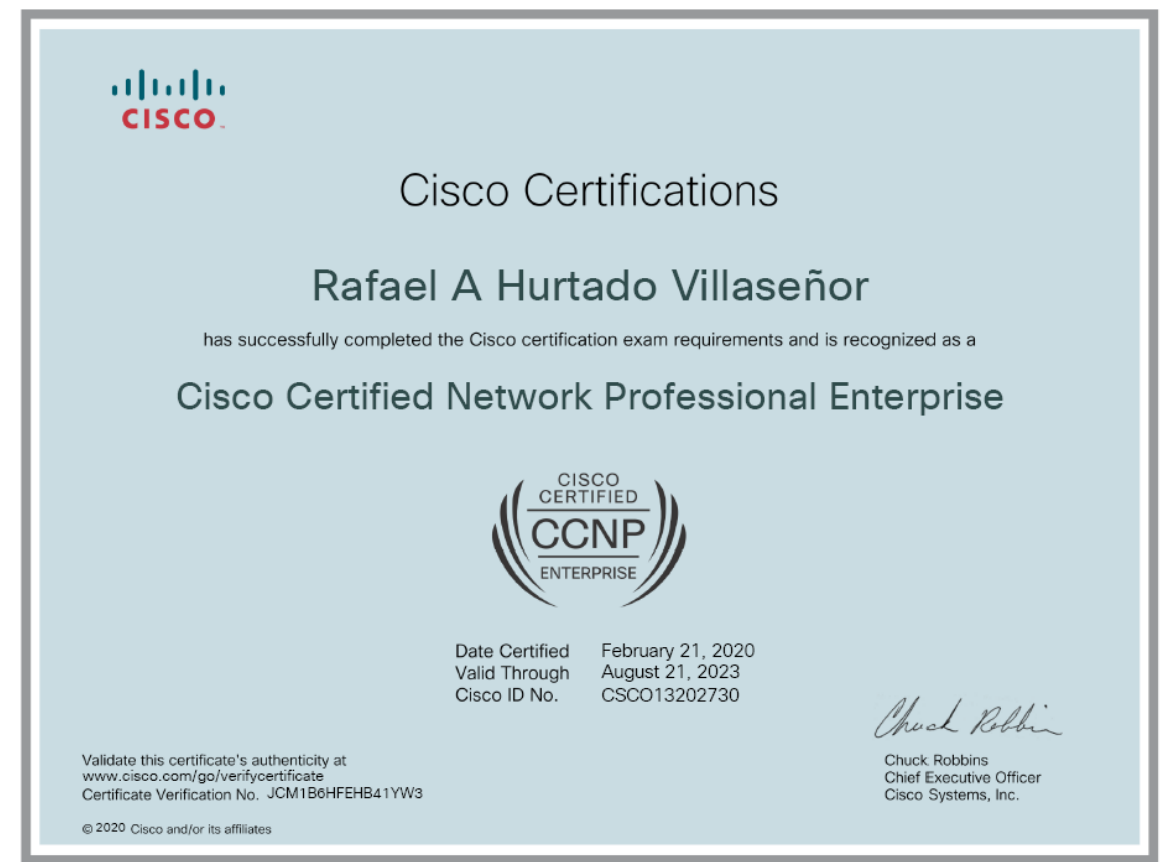 CISCO
Cisco Certifications
Rafael A Hurtado Villaseñor
has successfully completed the Cisco certification exam requirements and is recognized as a
Cisco Certified Network Professional Enterprise
CISCO
CERTIFIED
CCNP
ENTERPRISE
Date Certified February 21, 2020
Valid Through August 21, 2023
Cisco ID No. CSCO13202730
Chuck Robbins
Validate this certificate's authenticity at
www.cisco.com/go/verifycertificate
Certificate Verification No. JCM1B6HFEHB41YW3
Chuck Robbins
Chief Executive Officer
Cisco Systems, Inc.
© 2020 Cisco and/or its affiliates